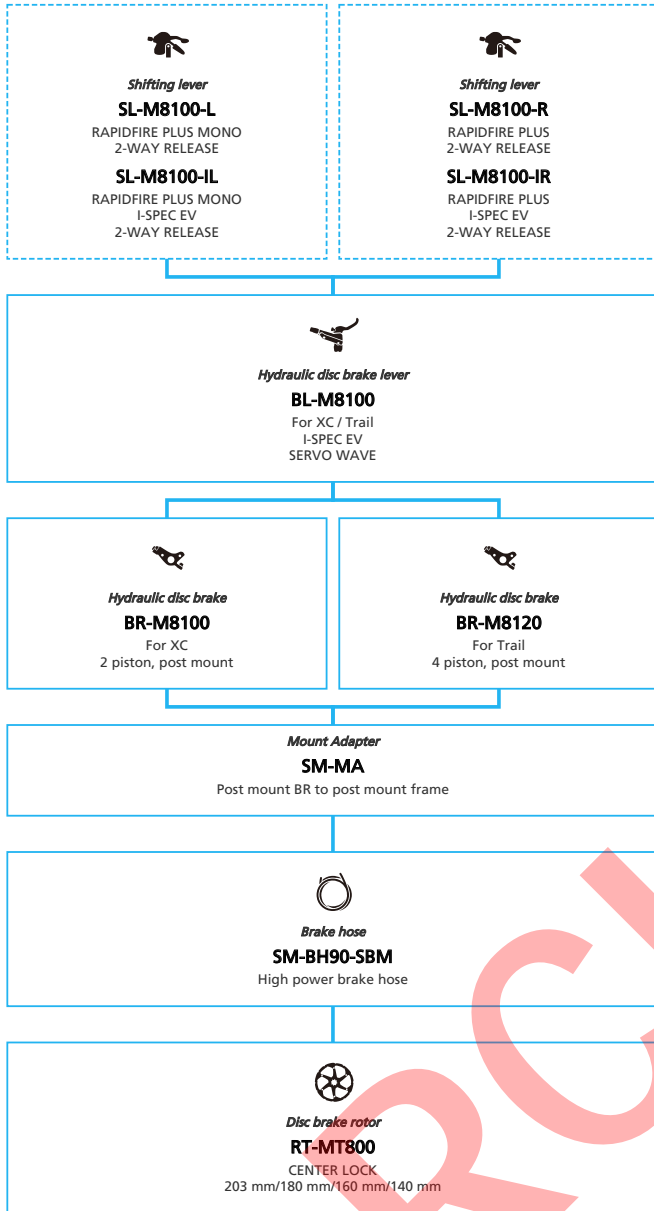 Shifting lever
SL-M8100-L
RAPIDFIRE PLUS MONO
2-WAY RELEASE
SL-M8100-IL
RAPIDFIRE PLUS MONO
I-SPEC EV
2-WAY RELEASE
Shifting lever
SL-M8100-R
RAPIDFIRE PLUS
2-WAY RELEASE
SL-M8100-IR
RAPIDFIRE PLUS
I-SPEC EV
2-WAY RELEASE
Hydraulic disc brake lever
BL-M8100
For XC / Trail
I-SPEC EV
SERVO WAVE
Hydraulic disc brake
BR-M8100
For XC
2 piston, post mount
Hydraulic disc brake
BR-M8120
For Trail
4 piston, post mount
Mount Adapter
SM-MA
Post mount BR to post mount frame
Brake hose
SM-BH90-SBM
High power brake hose
Disc brake rotor
RT-MT800
CENTER LOCK
203 mm/180 mm/160 mm/140 mm